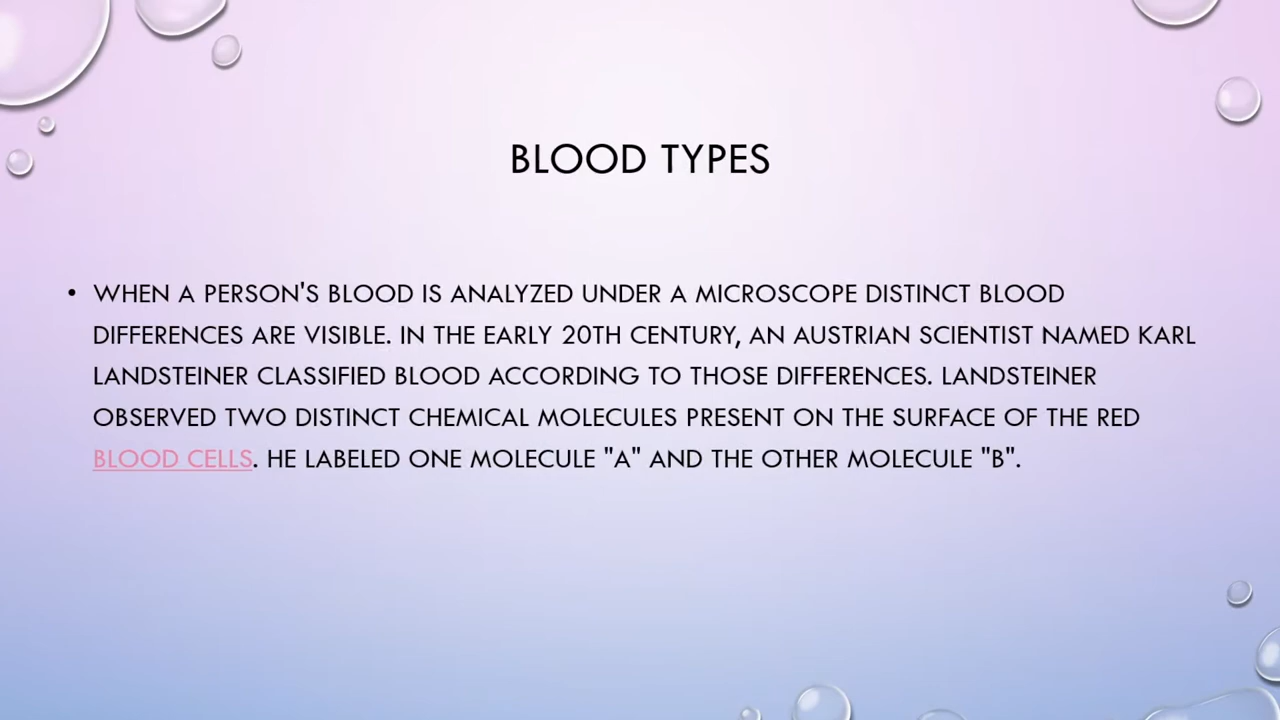 BLOOD TYPES
• WHEN A PERSON'S BLOOD IS ANALYZED UNDER A MICROSCOPE DISTINCT BLOOD
DIFFERENCES ARE VISIBLE. IN THE EARLY 20TH CENTURY, AN AUSTRIAN SCIENTIST NAMED KARL
LANDSTEINER CLASSIFIED BLOOD ACCORDING TO THOSE DIFFERENCES. LANDSTEINER
OBSERVED TWO DISTINCT CHEMICAL MOLECULES PRESENT ON THE SURFACE OF THE RED
BLOOD CELLS. HE LABELED ONE MOLECULE "A" AND THE OTHER MOLECULE "B".